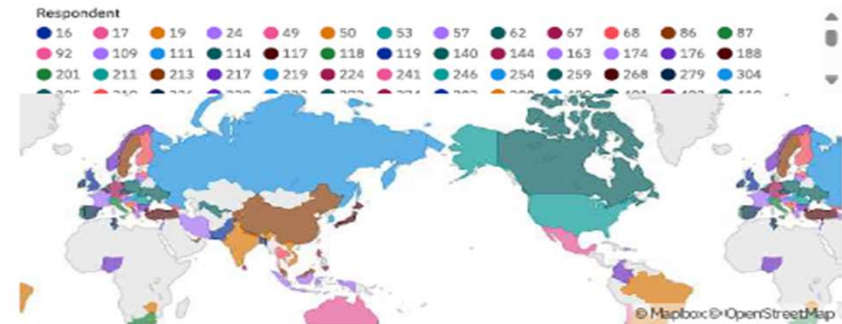 Respondent
16 17 19 24 49 50 53 57 62 67 68 86 87
92 109 111 114 117 118 119 140 144 163 174 176 188
201 211 213 217 219 224 241 246 254 259 268 279 304
© Mapbox © OpenStreetMap